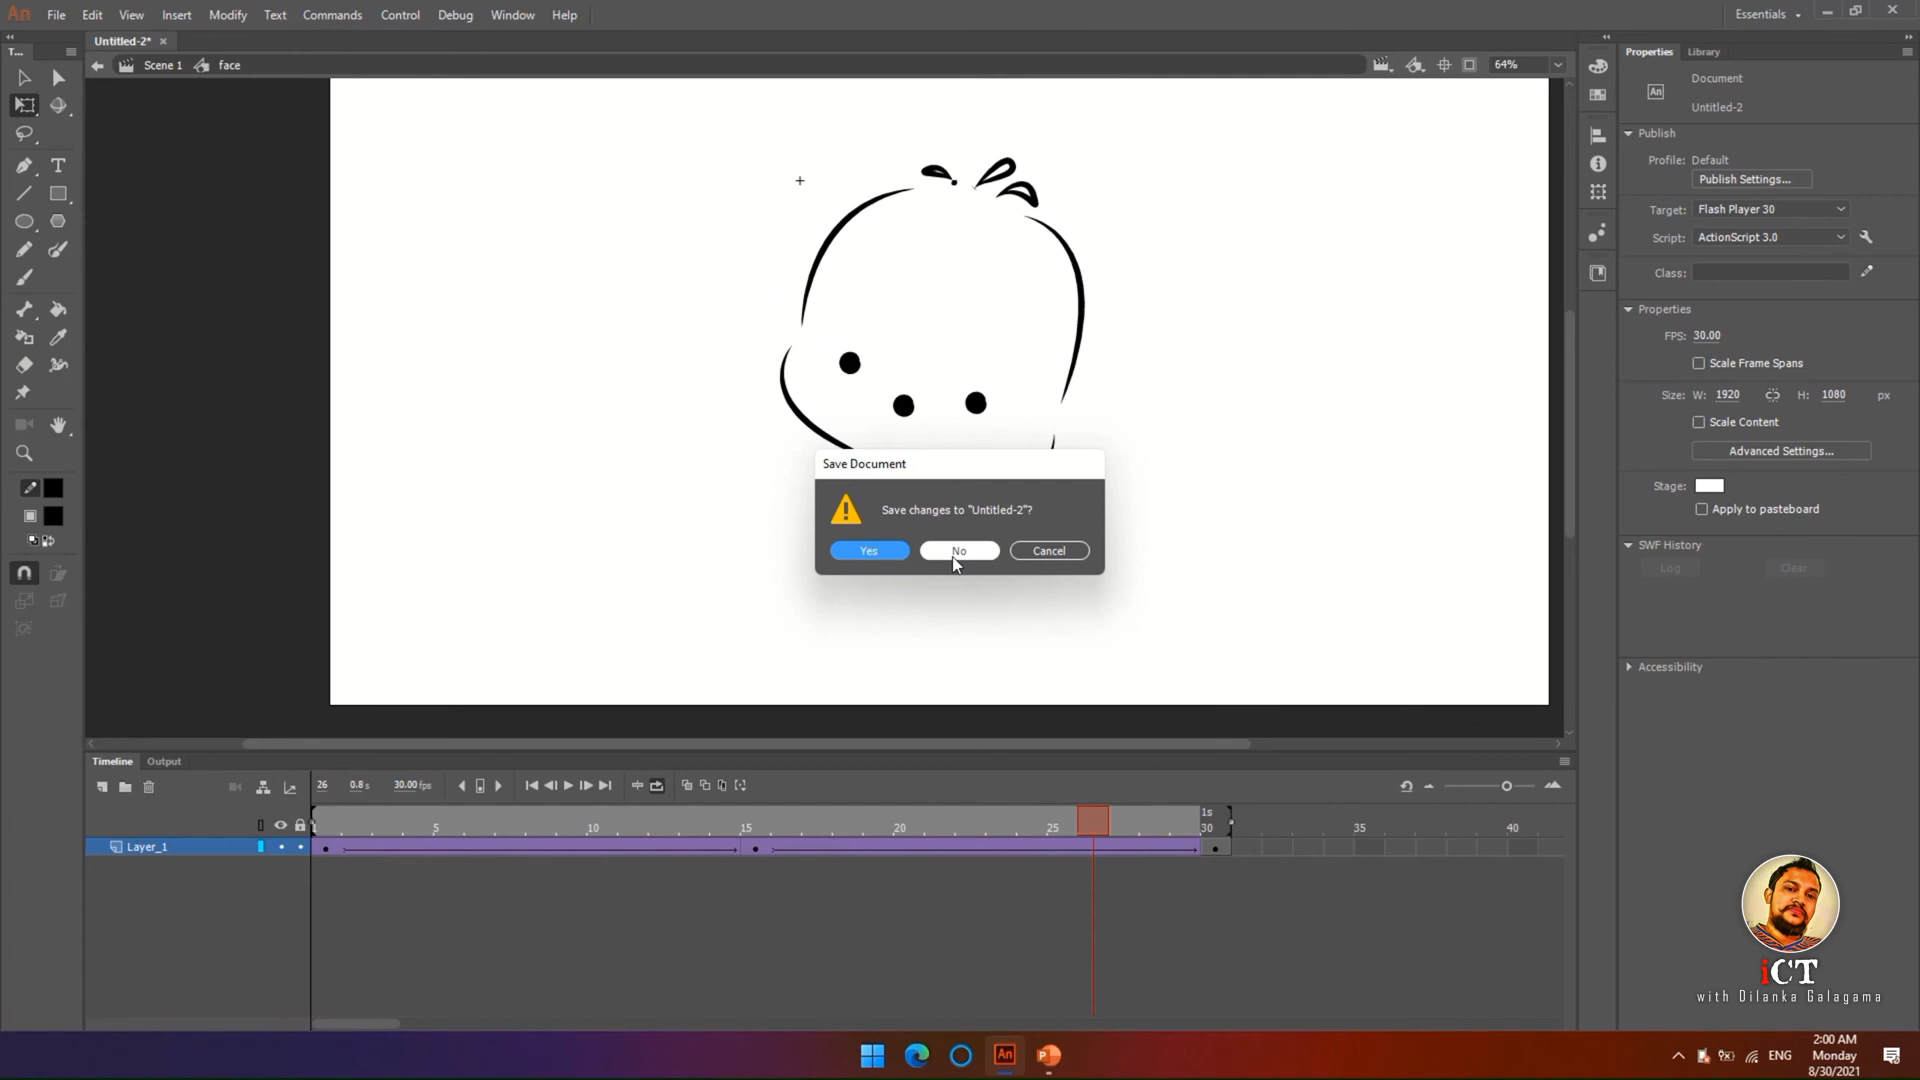 An File Edit View Insert Modify Text Commands Control Debug Window Help Essentials
Untitled-2*
Scene 1 face 64%
T...
T
Properties Library
Document
An Untitled-2
Publish
Profile: Default
Publish Settings...
Target: Flash Player 30
Script: ActionScript 3.0
Class:
Properties
FPS: 30.00
Scale Frame Spans
Size: W: 1920 H: 1080 px
Scale Content
Advanced Settings...
Stage:
Apply to pasteboard
SWF History
Log Clear
Accessibility
Save Document
Save changes to "Untitled-2"?
Yes No Cancel
Timeline Output
26 0.8 s 30.00 fps
1s
5 10 15 20 25 30 35 40
Layer_1
iCT
with Dilanka Galagama
An P
ENG
2:00 AM
Monday
8/30/2021